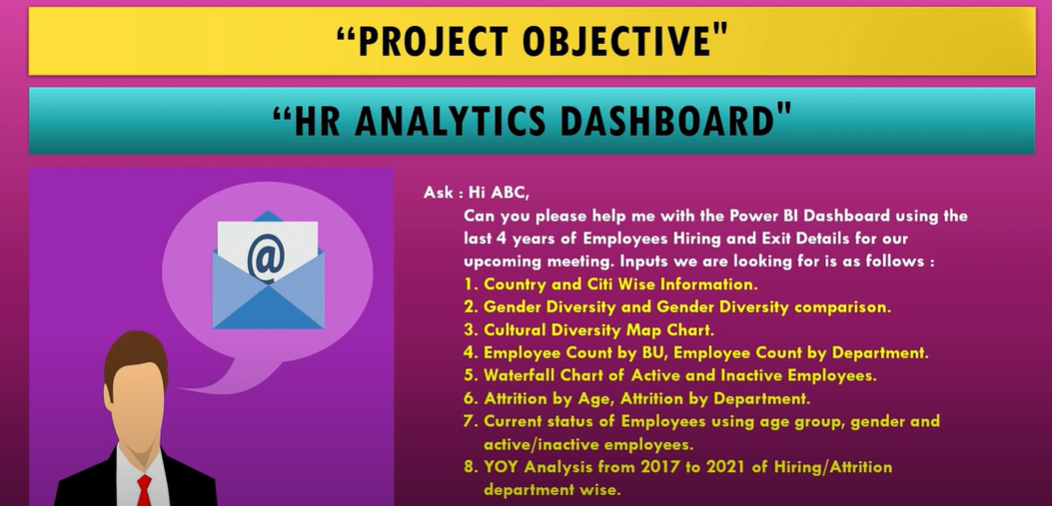 “PROJECT OBJECTIVE"
“HR ANALYTICS DASHBOARD"
@
Ask : Hi ABC,
Can you please help me with the Power BI Dashboard using the
last 4 years of Employees Hiring and Exit Details for our
upcoming meeting. Inputs we are looking for is as follows :
1. Country and Citi Wise Information.
2. Gender Diversity and Gender Diversity comparison.
3. Cultural Diversity Map Chart.
4. Employee Count by BU, Employee Count by Department.
5. Waterfall Chart of Active and Inactive Employees.
6. Attrition by Age, Attrition by Department.
7. Current status of Employees using age group, gender and
active/inactive employees.
8. YOY Analysis from 2017 to 2021 of Hiring/Attrition
department wise.